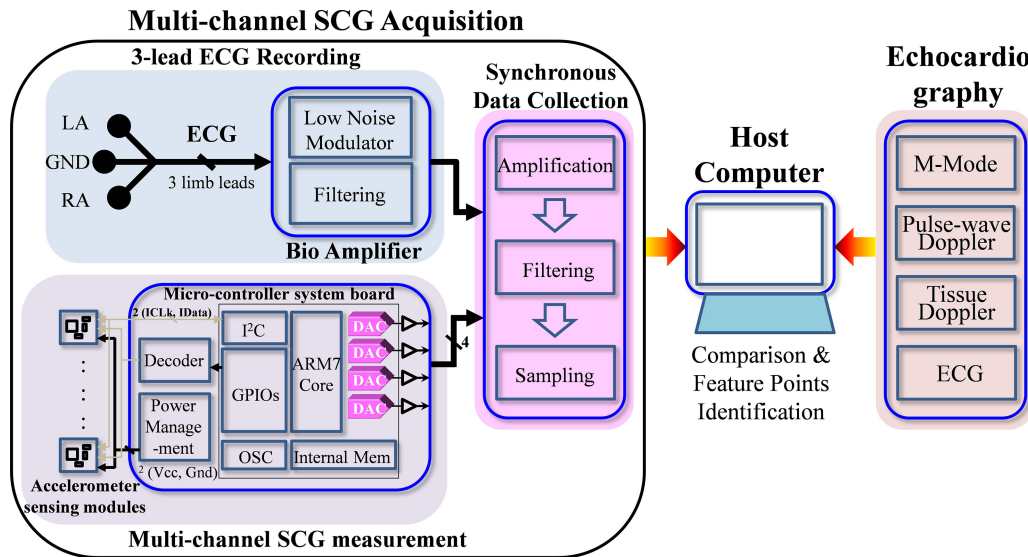 Multi-channel SCG Acquisition
3-lead ECG Recording
LA
GND
RA
ECG
3 limb leads
Low Noise
Modulator
Filtering
Bio Amplifier
Synchronous
Data Collection
Amplification
Filtering
Sampling
Micro-controller system board
2 (ICLk, IData)
I²C
Decoder
GPIOs
ARM7
Core
DAC
DAC
DAC
DAC
4
Power
Manage
-ment
2 (Vcc, Gnd)
OSC
Internal Mem
Accelerometer
sensing modules
Multi-channel SCG measurement
Host
Computer
Comparison &
Feature Points
Identification
Echocardio
graphy
M-Mode
Pulse-wave
Doppler
Tissue
Doppler
ECG